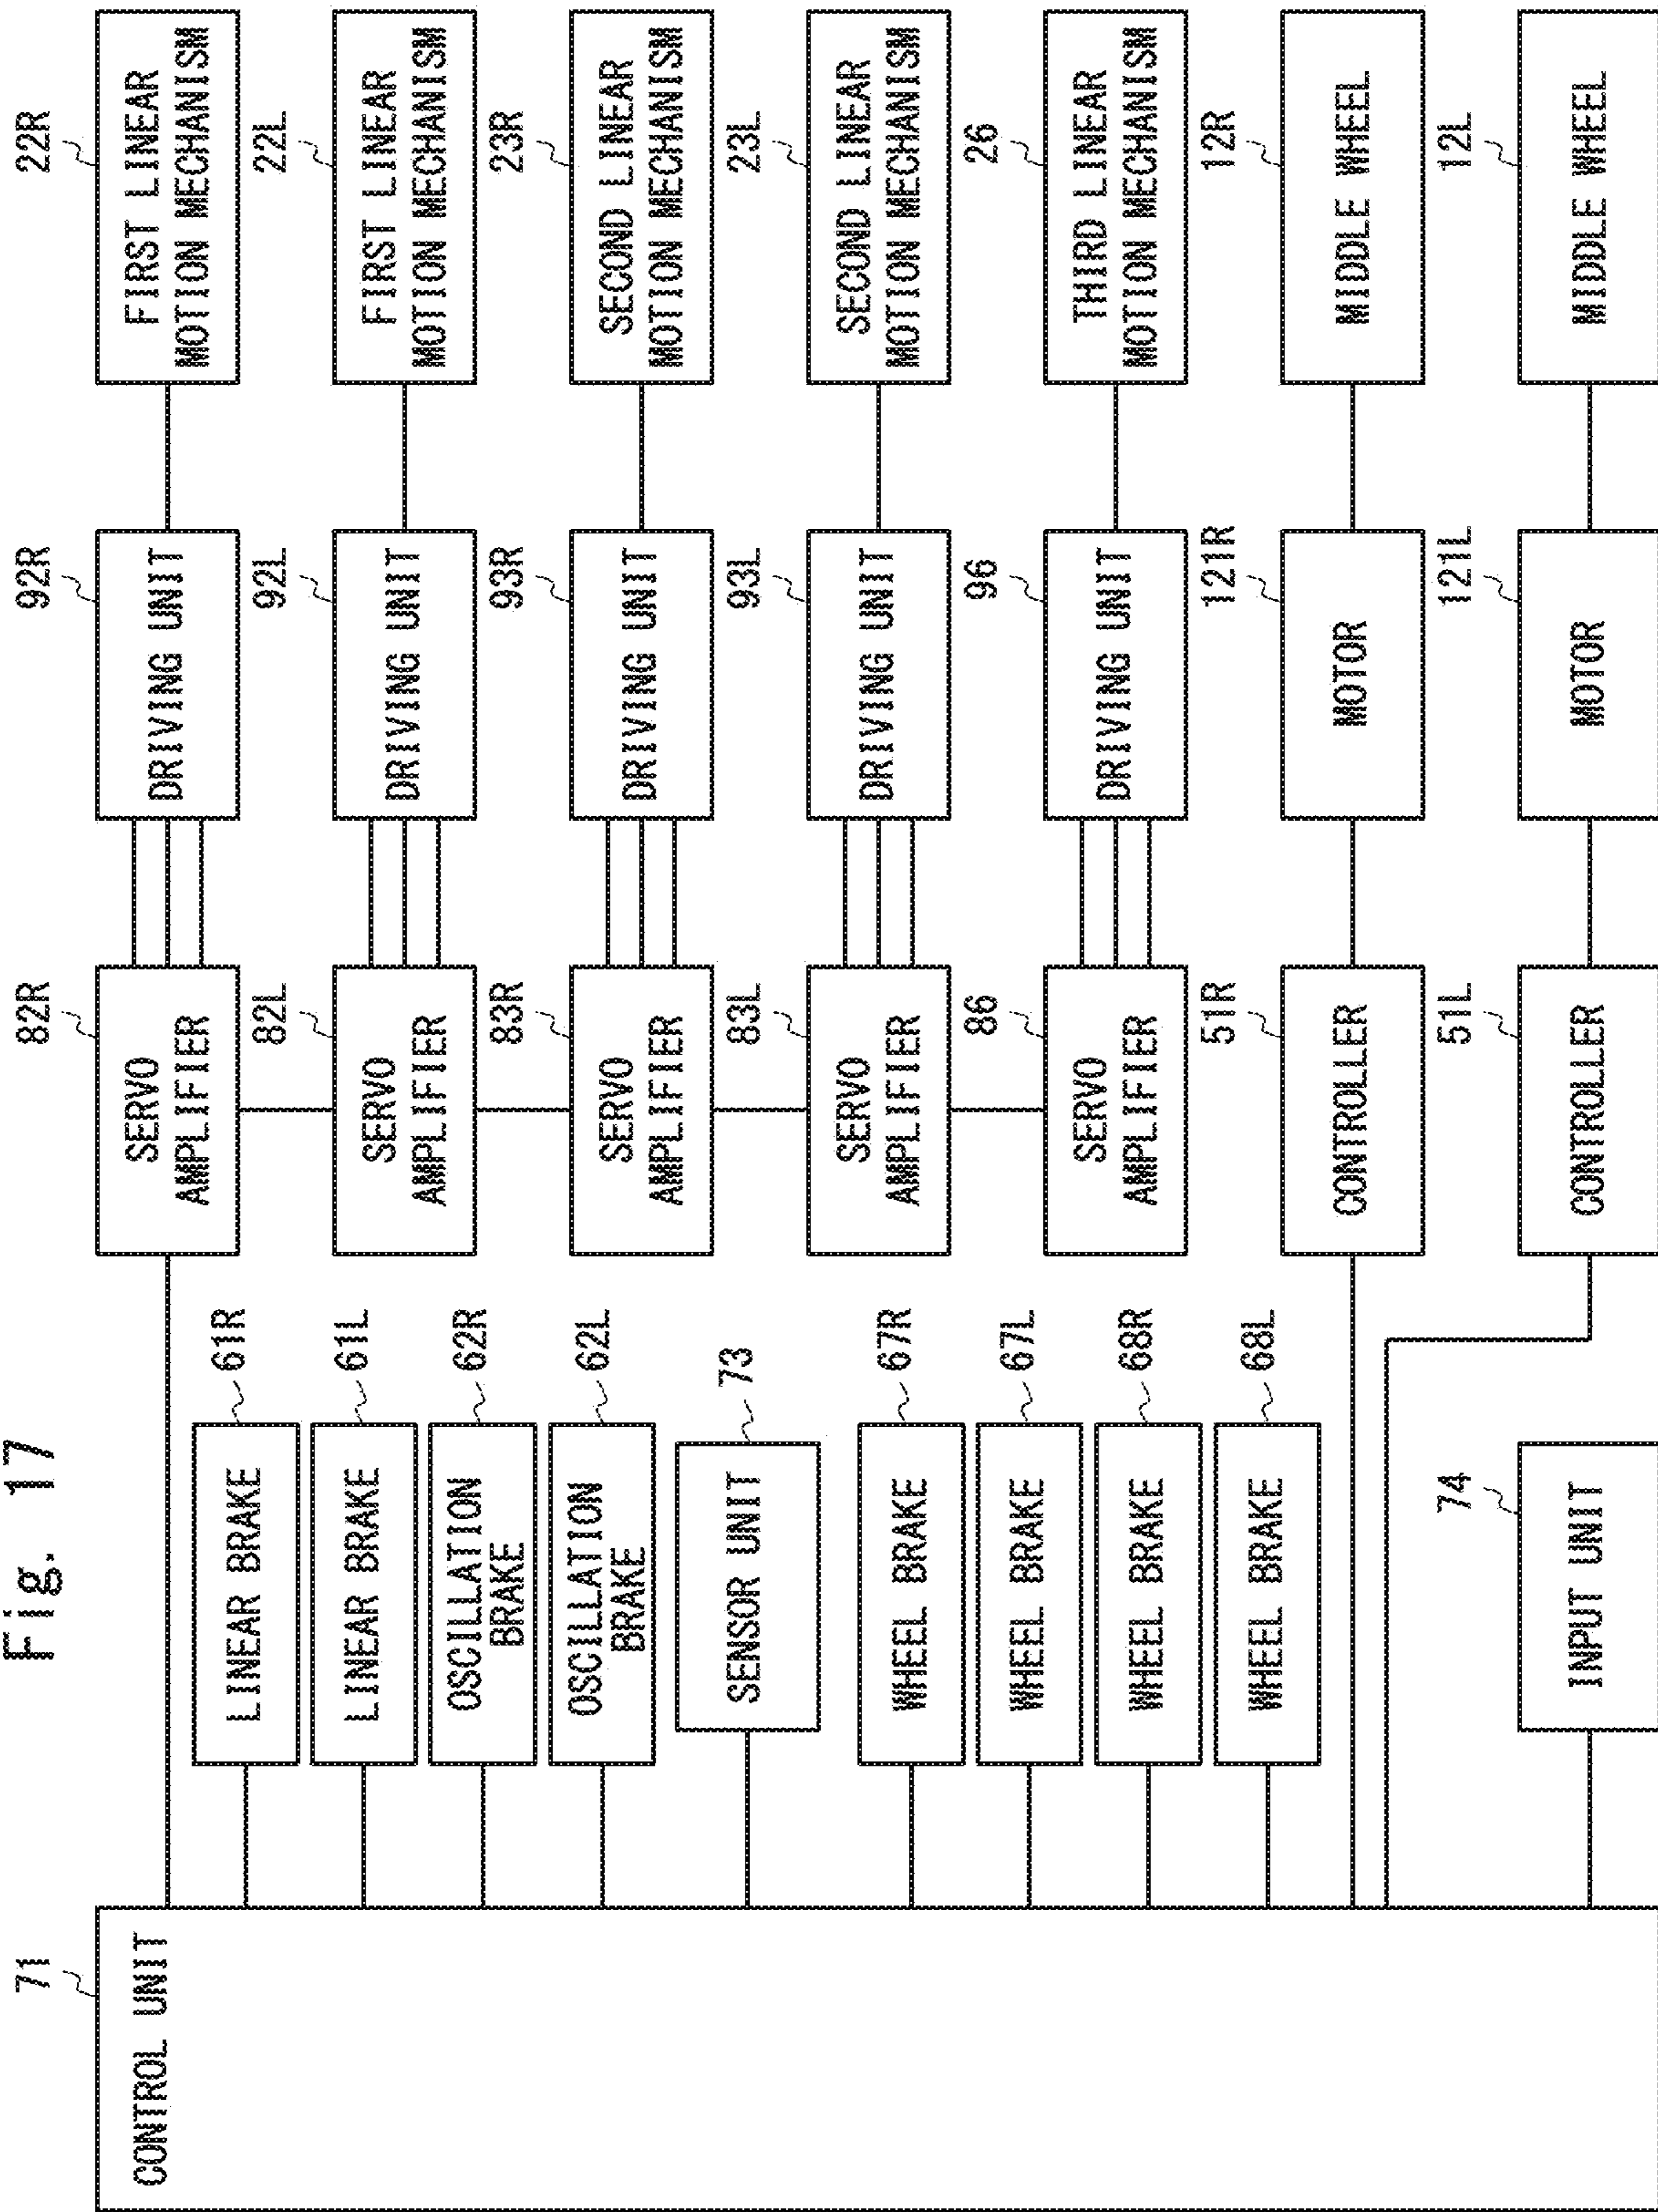 Fig. 17
71
CONTROL UNIT
82R
SERVO
AMPLIFIER
92R
DRIVING UNIT
22R
FIRST LINEAR
MOTION MECHANISM
61R
LINEAR BRAKE
82L
SERVO
AMPLIFIER
92L
DRIVING UNIT
22L
FIRST LINEAR
MOTION MECHANISM
61L
LINEAR BRAKE
62R
OSCILLATION
BRAKE
83R
SERVO
AMPLIFIER
93R
DRIVING UNIT
23R
SECOND LINEAR
MOTION MECHANISM
62L
OSCILLATION
BRAKE
73
SENSOR UNIT
83L
SERVO
AMPLIFIER
93L
DRIVING UNIT
23L
SECOND LINEAR
MOTION MECHANISM
67R
WHEEL BRAKE
67L
WHEEL BRAKE
86
SERVO
AMPLIFIER
96
DRIVING UNIT
26
THIRD LINEAR
MOTION MECHANISM
68R
WHEEL BRAKE
68L
WHEEL BRAKE
51R
CONTROLLER
121R
MOTOR
12R
MIDDLE WHEEL
74
INPUT UNIT
51L
CONTROLLER
121L
MOTOR
12L
MIDDLE WHEEL